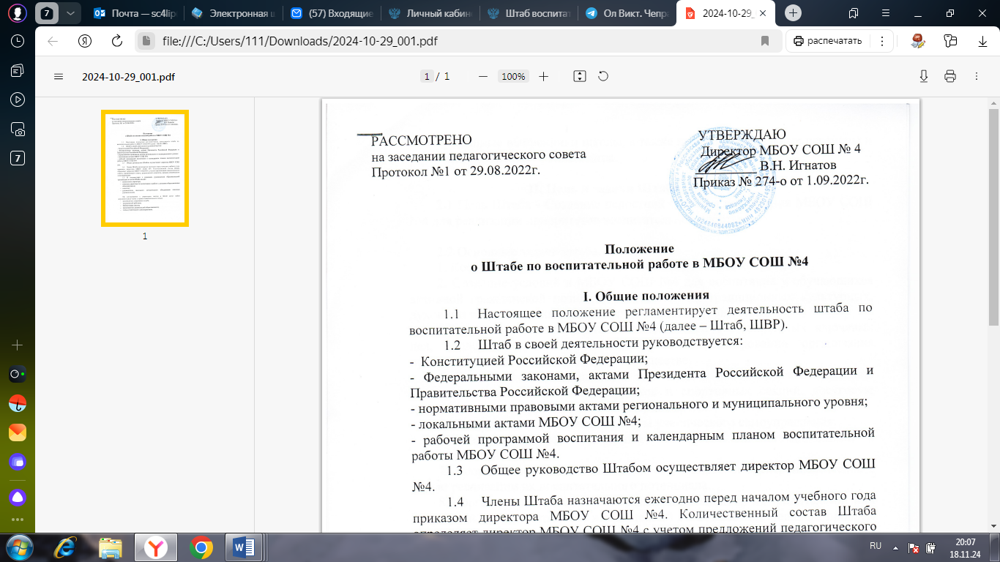 7
Почта — sc4lip
Электронная ш
(57) Входящие
Личный кабин
Штаб воспитат
Ол Викт. Чепра
2024-10-29_
file:///C:/Users/111/Downloads/2024-10-29_001.pdf
распечатать
2024-10-29_001.pdf
1 / 1
100%
7
1
РАССМОТРЕНО
на заседании педагогического совета
Протокол №1 от 29.08.2022г.
УТВЕРЖДАЮ
Директор МБОУ СОШ № 4
В.Н. Игнатов
Приказ № 274-о от 1.09.2022г.
Положение
о Штабе по воспитательной работе в МБОУ СОШ №4
I. Общие положения
1.1 Настоящее положение регламентирует деятельность штаба по
воспитательной работе в МБОУ СОШ №4 (далее – Штаб, ШВР).
1.2 Штаб в своей деятельности руководствуется:
- Конституцией Российской Федерации;
- Федеральными законами, актами Президента Российской Федерации и
Правительства Российской Федерации;
- нормативными правовыми актами регионального и муниципального уровня;
- локальными актами МБОУ СОШ №4;
- рабочей программой воспитания и календарным планом воспитательной
работы МБОУ СОШ №4.
1.3 Общее руководство Штабом осуществляет директор МБОУ СОШ
№4.
1.4 Члены Штаба назначаются ежегодно перед началом учебного года
приказом директора МБОУ СОШ №4. Количественный состав Штаба
определяет директор МБОУ СОШ №4 с учетом предложений педагогического
RU
20:07
18.11.24